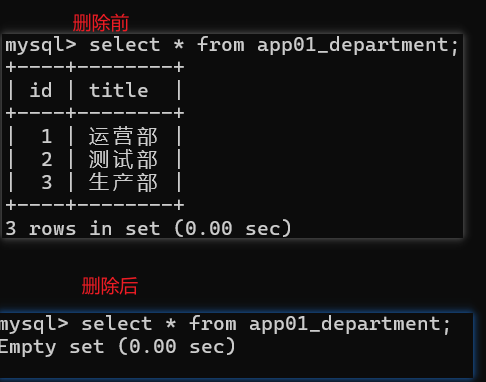 删除前
mysql> select * from app01_department;
+----+--------+
| id | title  |
+----+--------+
|  1 | 运营部 |
|  2 | 测试部 |
|  3 | 生产部 |
+----+--------+
3 rows in set (0.00 sec)
删除后
mysql> select * from app01_department;
Empty set (0.00 sec)